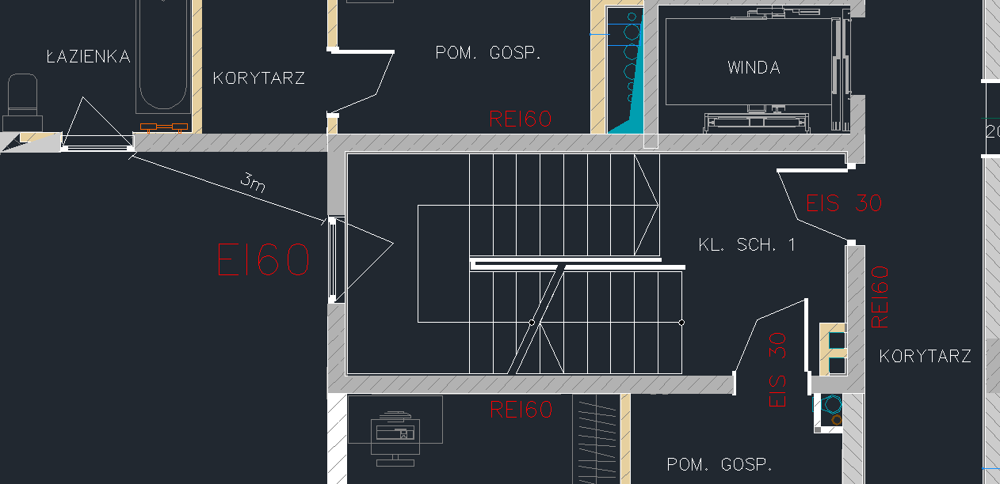 ŁAZIENKA
KORYTARZ
POM. GOSP.
WINDA
REI60
20
3m
EI60
EIS 30
KL. SCH. 1
REI60
EIS 30
KORYTARZ
REI60
POM. GOSP.